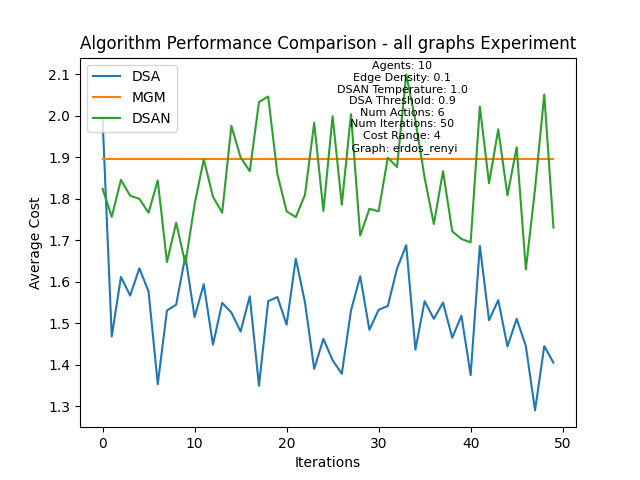 Algorithm Performance Comparison - all graphs Experiment
Agents: 10
Edge Density: 0.1
DSAN Temperature: 1.0
DSA Threshold: 0.9
Num Actions: 6
Num Iterations: 50
Cost Range: 4
Graph: erdos_renyi
DSA
MGM
DSAN
Average Cost
2.1
2.0
1.9
1.8
1.7
1.6
1.5
1.4
1.3
0
10
20
30
40
50
Iterations